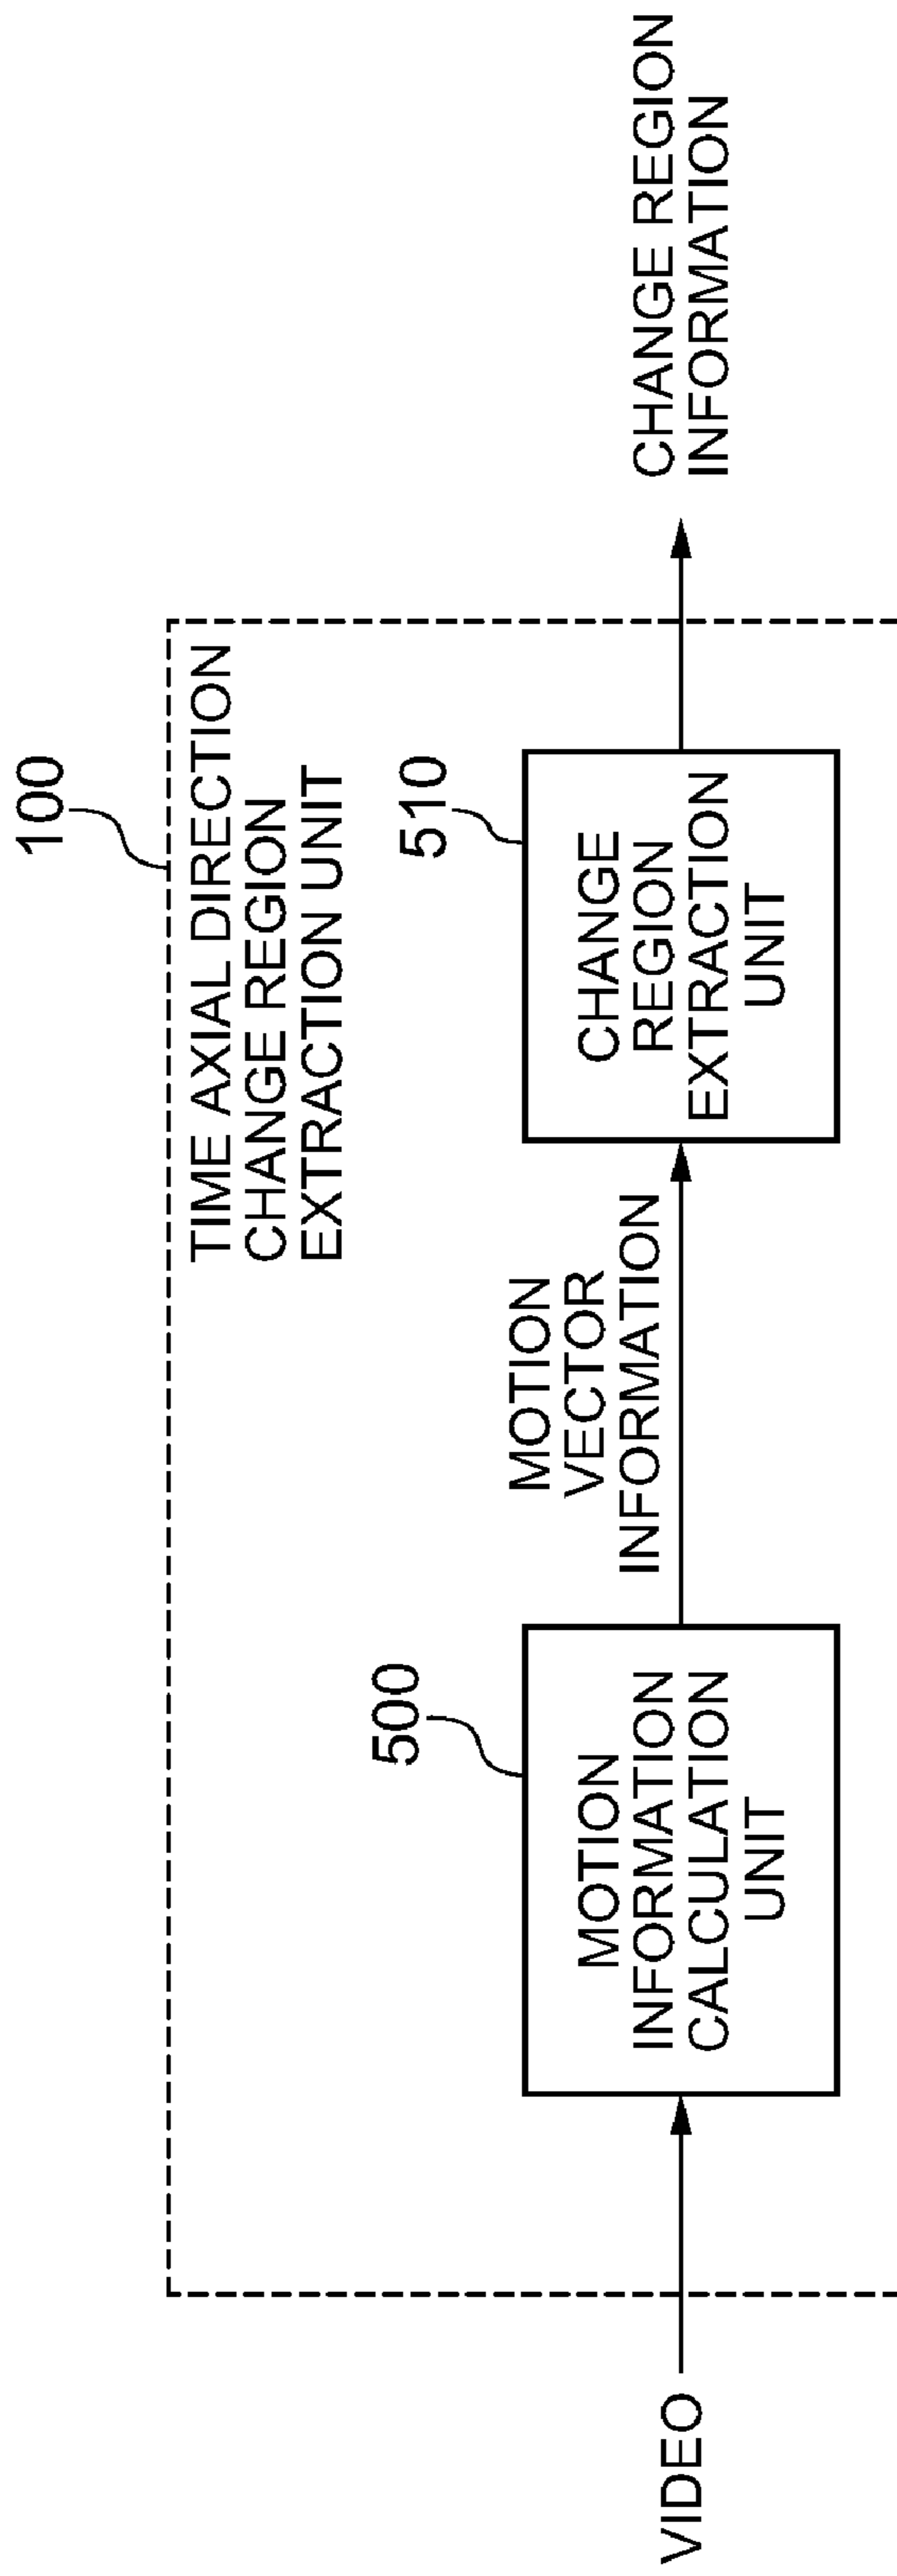 100
TIME AXIAL DIRECTION
CHANGE REGION
EXTRACTION UNIT
VIDEO
500
MOTION
INFORMATION
CALCULATION
UNIT
MOTION
VECTOR
INFORMATION
510
CHANGE
REGION
EXTRACTION
UNIT
CHANGE REGION
INFORMATION